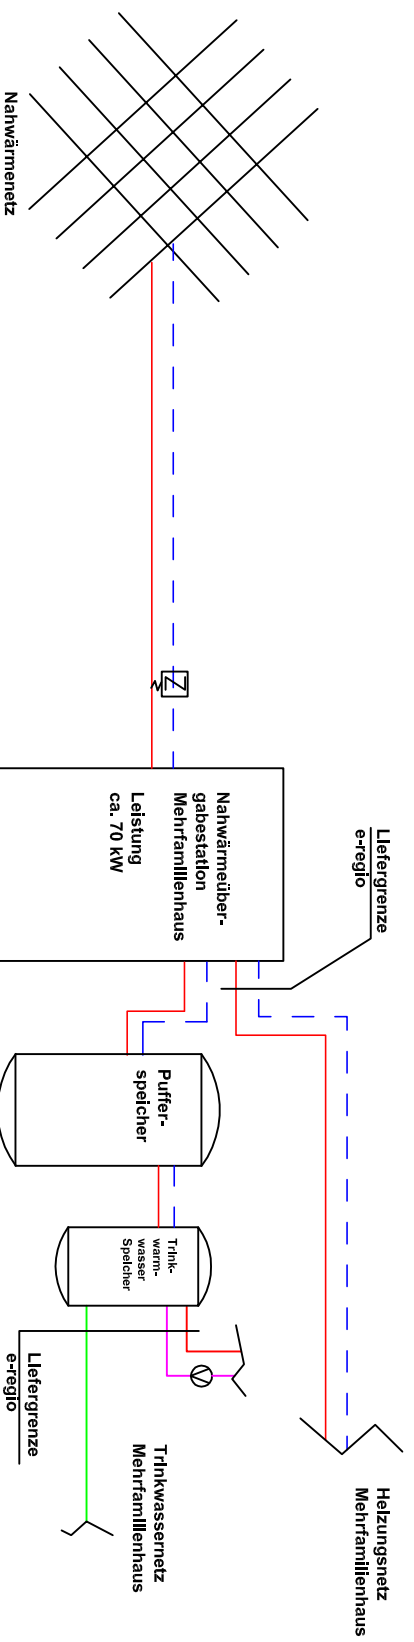 Nahwärmenetz
Nahwärmeüber-
gabestation
Mehrfamilienhaus
Leistung
ca. 70 kW
Liefergrenze
e-regio
Puffer-
speicher
Trink-
warm-
wasser
Speicher
Liefergrenze
e-regio
Trinkwassernetz
Mehrfamilienhaus
Heizungsnetz
Mehrfamilienhaus